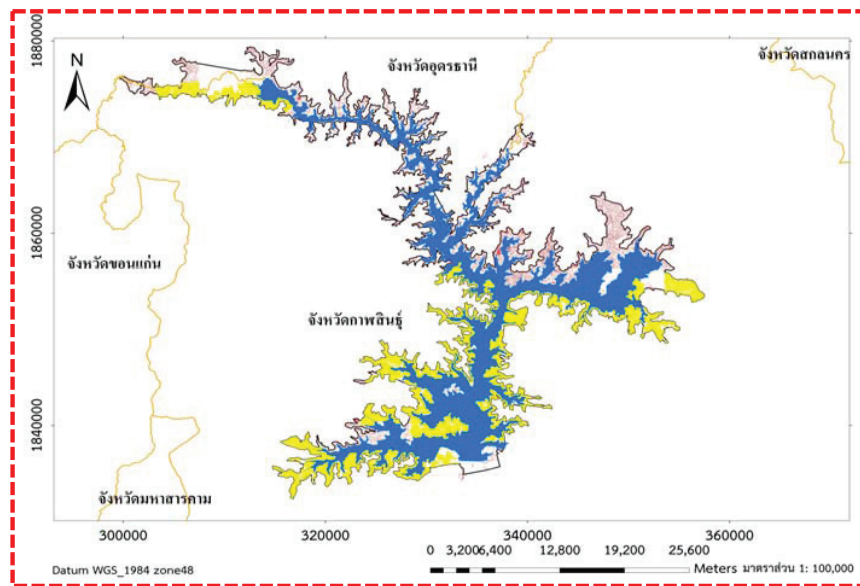 1880000
N
จังหวัดอุดรธานี
จังหวัดสกลนคร
1860000
จังหวัดขอนแก่น
จังหวัดกาฬสินธุ์
1840000
จังหวัดมหาสารคาม
300000 320000 340000 360000
0 3,2006,400 12,800 19,200 25,600
Datum WGS_1984 zone48 Meters มาตราส่วน 1: 100,000